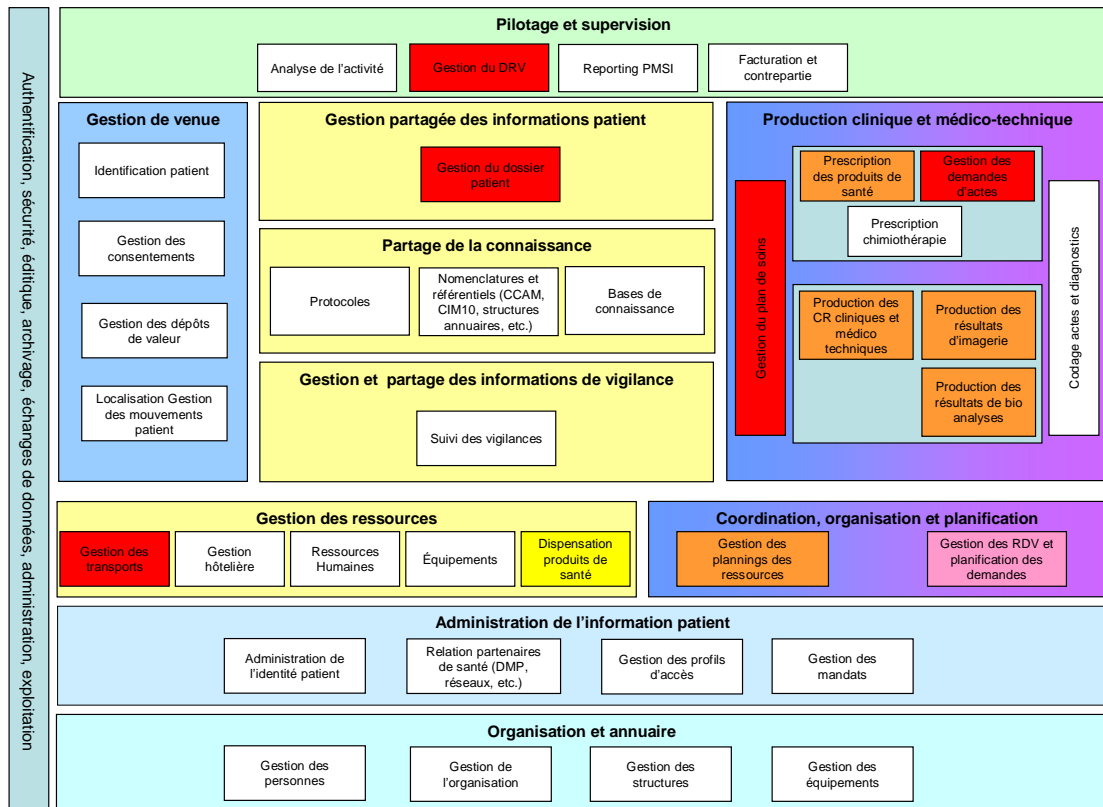 Authentification, sécurité, éditique, archivage, échanges de données, administration, exploitation
Pilotage et supervision
Analyse de l'activité
Gestion du DRV
Reporting PMSI
Facturation et
contrepartie
Gestion de venue
Identification patient
Gestion des
consentements
Gestion des dépôts
de valeur
Localisation Gestion
des mouvements
patient
Gestion partagée des informations patient
Gestion du dossier
patient
Partage de la connaissance
Protocoles
Nomenclatures et
référentiels (CCAM,
CIM10, structures
annuaires, etc.)
Bases de
connaissance
Gestion et partage des informations de vigilance
Suivi des vigilances
Production clinique et médico-technique
Gestion du plan de soins
Prescription
des produits de
santé
Gestion des
demandes
d'actes
Prescription
chimiothérapie
Production des
CR cliniques et
médico
techniques
Production des
résultats
d'imagerie
Production des
résultats de bio
analyses
Codage actes et diagnostics
Gestion des ressources
Gestion des
transports
Gestion
hôtelière
Ressources
Humaines
Équipements
Dispensation
produits de
santé
Coordination, organisation et planification
Gestion des
plannings des
ressources
Gestion des RDV et
planification des
demandes
Administration de l'information patient
Administration de
l'identité patient
Relation partenaires
de santé (DMP,
réseaux, etc.)
Gestion des profils
d'accès
Gestion des
mandats
Organisation et annuaire
Gestion des
personnes
Gestion de
l'organisation
Gestion des
structures
Gestion des
équipements